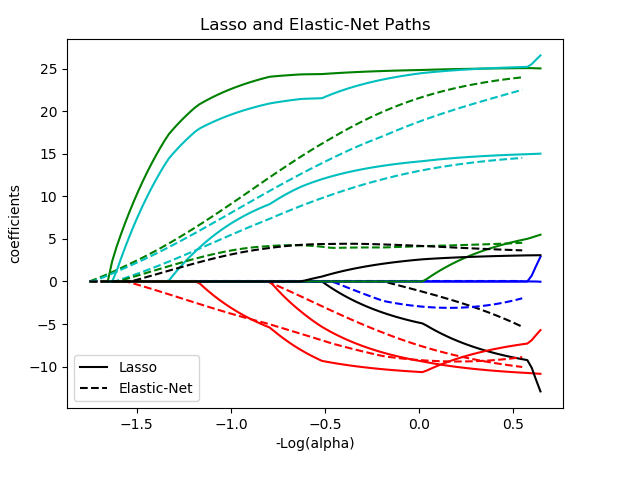 Lasso and Elastic-Net Paths
coefficients
25
20
15
10
5
0
−5
−10
Lasso
Elastic-Net
−1.5 −1.0 −0.5 0.0 0.5
-Log(alpha)